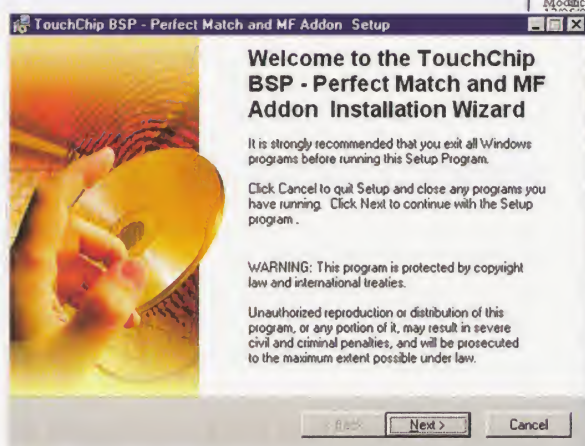 TouchChip BSP - Perfect Match and MF Addon Setup
Welcome to the TouchChip
BSP - Perfect Match and MF
Addon Installation Wizard
It is strongly recommended that you exit all Windows
programs before running this Setup Program.
Click Cancel to quit Setup and close any programs you
have running. Click Next to continue with the Setup
program .
WARNING: This program is protected by copyright
law and international treaties.
Unauthorized reproduction or distribution of this
program, or any portion of it, may result in severe
civil and criminal penalties, and will be prosecuted
to the maximum extent possible under law.
< Back
Next >
Cancel